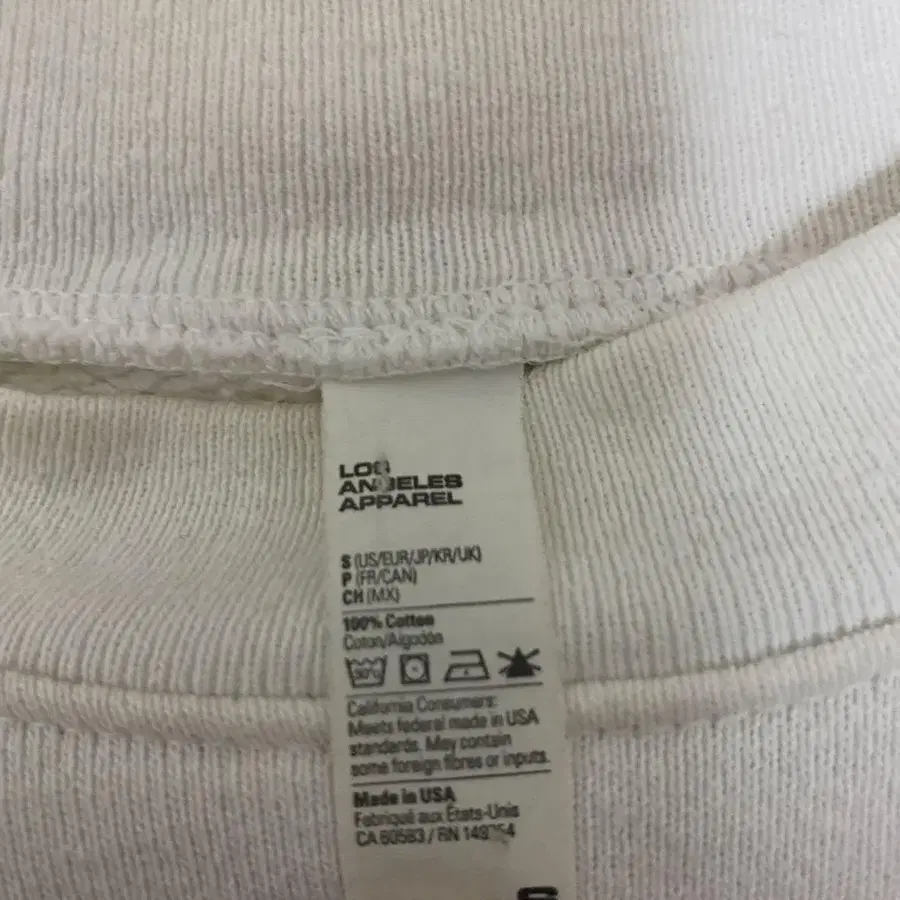 LOS
ANGELES
APPAREL
S (US/EUR/JP/KR/UK)
P (FR/CAN)
CH (MX)
100% Cotton
Coton/Algodón
30°C
California Consumers:
Meets federal made in USA
standards. May contain
some foreign fibres or inputs.
Made in USA
Fabriqué aux États-Unis
CA 60583 / RN